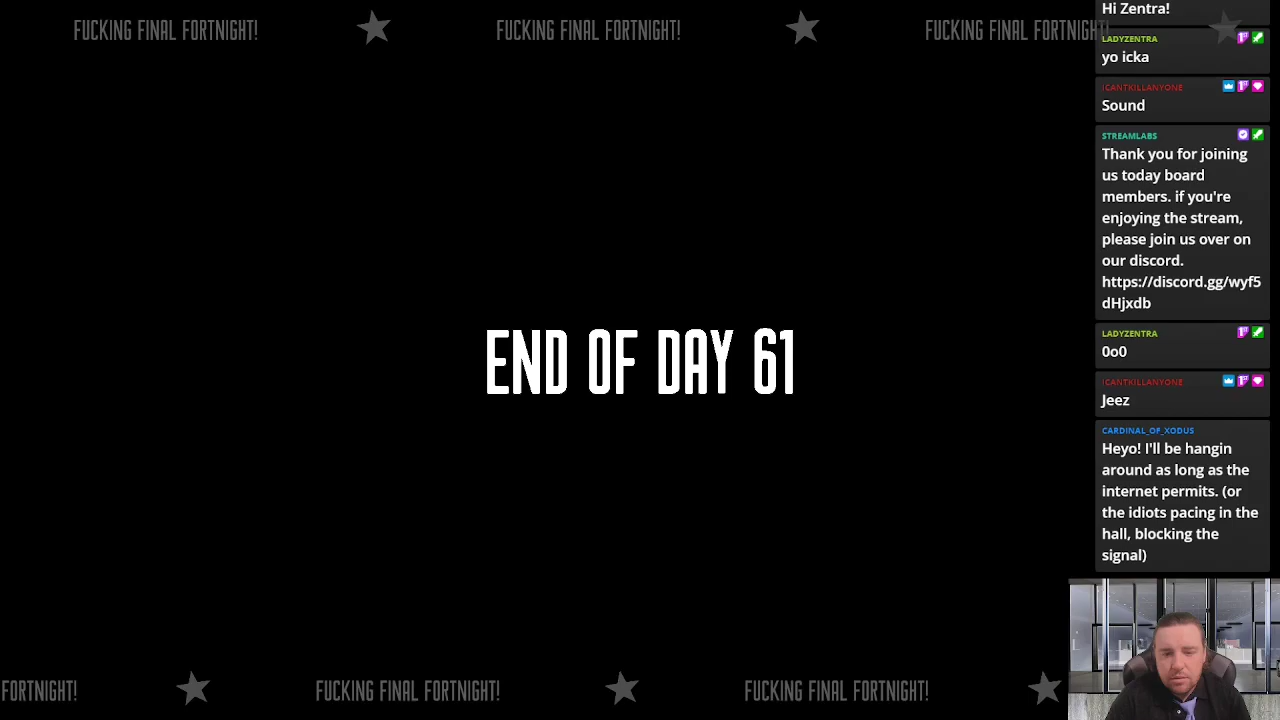 FUCKING FINAL FORTNIGHT!
FUCKING FINAL FORTNIGHT!
FUCKING FINAL FORTNIGHT!
END OF DAY 61
FORTNIGHT!
FUCKING FINAL FORTNIGHT!
FUCKING FINAL FORTNIGHT!
Hi Zentra!
LADYZENTRA
yo icka
ICANTKILLANYONE
Sound
STREAMLABS
Thank you for joining
us today board
members. if you're
enjoying the stream,
please join us over on
our discord.
https://discord.gg/wyf5
dHjxdb
LADYZENTRA
0o0
ICANTKILLANYONE
Jeez
CARDINAL_OF_XODUS
Heyo! I'll be hangin
around as long as the
internet permits. (or
the idiots pacing in the
hall, blocking the
signal)